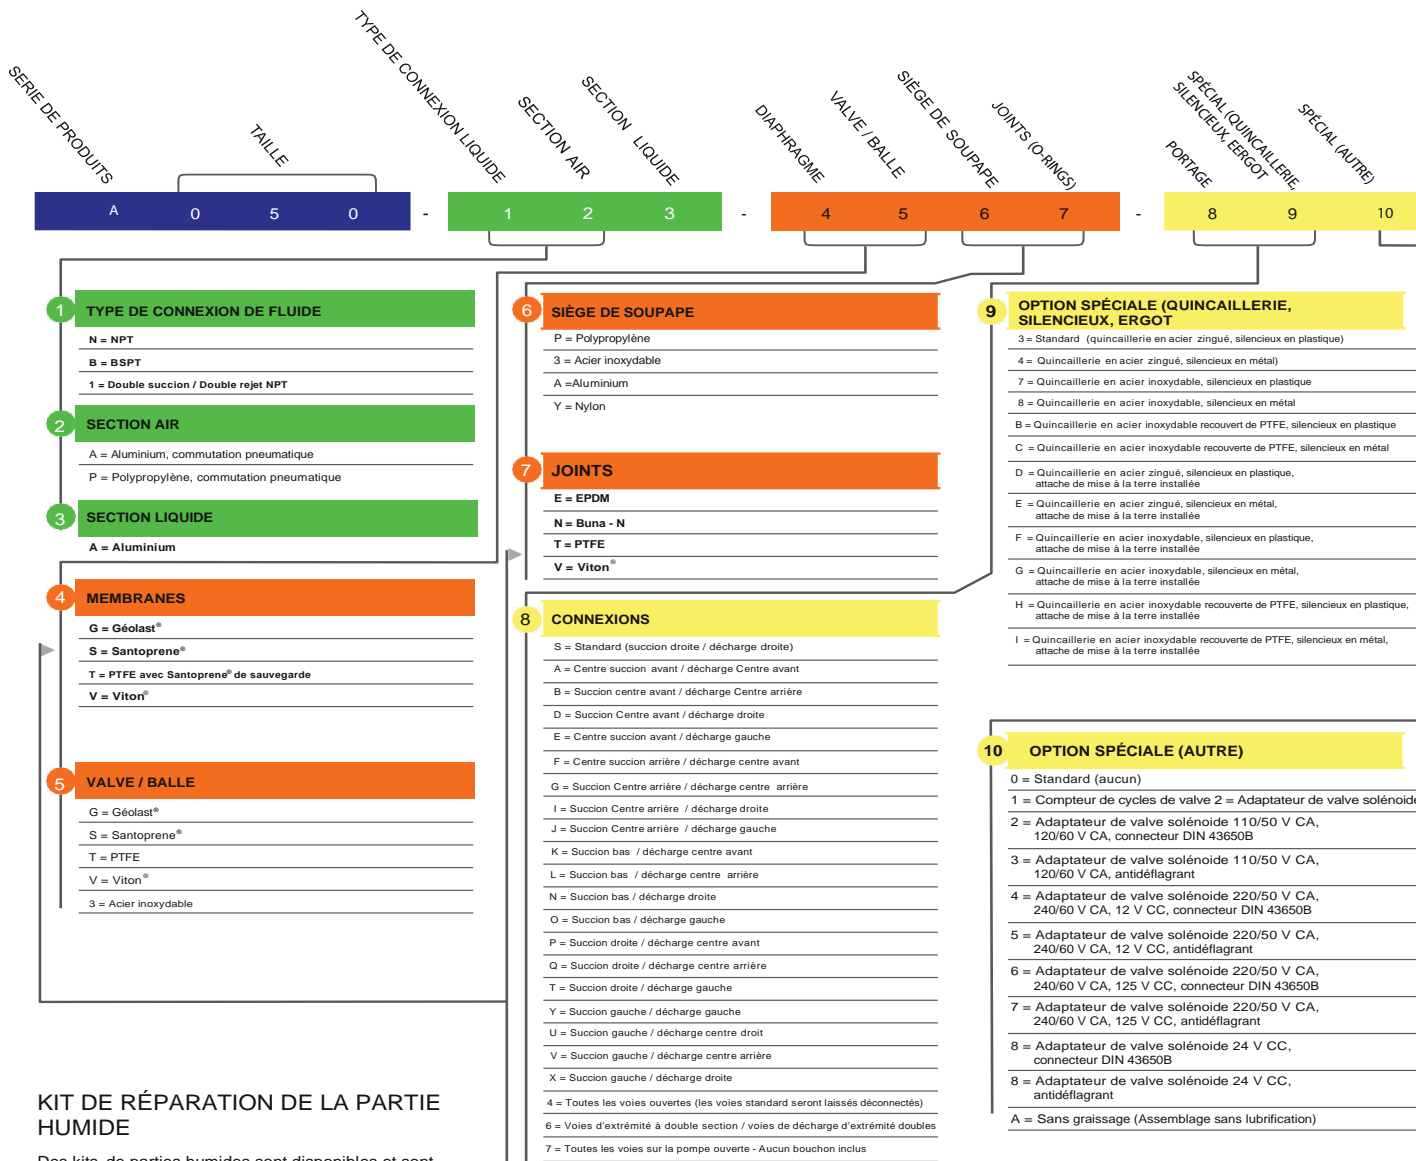 SERIE DE PRODUITS
TAILLE
TYPE DE CONNEXION LIQUIDE
SECTION AIR
SECTION LIQUIDE
DIAPHRAGME
VALVE / BALLE
SIÈGE DE SOUPAPE
JOINTS (O-RINGS)
PORTAGE
SPÉCIAL (QUINCAILLERIE,
SILENCIEUX, EERGOT
SPÉCIAL (AUTRE)
A 0 5 0 - 1 2 3 - 4 5 6 7 - 8 9 10
1 TYPE DE CONNEXION DE FLUIDE
N = NPT
B = BSPT
1 = Double succion / Double rejet NPT
2 SECTION AIR
A = Aluminium, commutation pneumatique
P = Polypropylène, commutation pneumatique
3 SECTION LIQUIDE
A = Aluminium
4 MEMBRANES
G = Géolast®
S = Santoprene®
T = PTFE avec Santoprene® de sauvegarde
V = Viton®
5 VALVE / BALLE
G = Géolast®
S = Santoprene®
T = PTFE
V = Viton®
3 = Acier inoxydable
KIT DE RÉPARATION DE LA PARTIE
HUMIDE
Des kits de parties humides sont disponibles et sont
6 SIÈGE DE SOUPAPE
P = Polypropylène
3 = Acier inoxydable
A =Aluminium
Y = Nylon
7 JOINTS
E = EPDM
N = Buna - N
T = PTFE
V = Viton®
8 CONNEXIONS
S = Standard (succion droite / décharge droite)
A = Centre succion avant / décharge Centre avant
B = Succion centre avant / décharge Centre arrière
D = Succion Centre avant / décharge droite
E = Centre succion avant / décharge gauche
F = Centre succion arrière / décharge centre avant
G = Succion Centre arrière / décharge centre arrière
I = Succion Centre arrière / décharge droite
J = Succion Centre arrière / décharge gauche
K = Succion bas / décharge centre avant
L = Succion bas / décharge centre arrière
N = Succion bas / décharge droite
O = Succion bas / décharge gauche
P = Succion droite / décharge centre avant
Q = Succion droite / décharge centre arrière
T = Succion droite / décharge gauche
Y = Succion gauche / décharge gauche
U = Succion gauche / décharge centre droit
V = Succion gauche / décharge centre arrière
X = Succion gauche / décharge droite
4 = Toutes les voies ouvertes (les voies standard seront laissés déconnectés)
6 = Voies d'extrémité à double section / voies de décharge d'extrémité doubles
7 = Toutes les voies sur la pompe ouverte - Aucun bouchon inclus
9 OPTION SPÉCIALE (QUINCAILLERIE,
SILENCIEUX, ERGOT
3 = Standard (quincaillerie en acier zingué, silencieux en plastique)
4 = Quincaillerie en acier zingué, silencieux en métal)
7 = Quincaillerie en acier inoxydable, silencieux en plastique
8 = Quincaillerie en acier inoxydable, silencieux en métal
B = Quincaillerie en acier inoxydable recouvert de PTFE, silencieux en plastique
C = Quincaillerie en acier inoxydable recouverte de PTFE, silencieux en métal
D = Quincaillerie en acier zingué, silencieux en plastique,
attache de mise à la terre installée
E = Quincaillerie en acier zingué, silencieux en métal,
attache de mise à la terre installée
F = Quincaillerie en acier inoxydable, silencieux en plastique,
attache de mise à la terre installée
G = Quincaillerie en acier inoxydable, silencieux en métal,
attache de mise à la terre installée
H = Quincaillerie en acier inoxydable recouverte de PTFE, silencieux en plastique,
attache de mise à la terre installée
I = Quincaillerie en acier inoxydable recouverte de PTFE, silencieux en métal,
attache de mise à la terre installée
10 OPTION SPÉCIALE (AUTRE)
0 = Standard (aucun)
1 = Compteur de cycles de valve 2 = Adaptateur de valve solénoide
2 = Adaptateur de valve solénoide 110/50 V CA,
120/60 V CA, connecteur DIN 43650B
3 = Adaptateur de valve solénoide 110/50 V CA,
120/60 V CA, antidéflagrant
4 = Adaptateur de valve solénoide 220/50 V CA,
240/60 V CA, 12 V CC, connecteur DIN 43650B
5 = Adaptateur de valve solénoide 220/50 V CA,
240/60 V CA, 12 V CC, antidéflagrant
6 = Adaptateur de valve solénoide 220/50 V CA,
240/60 V CA, 125 V CC, connecteur DIN 43650B
7 = Adaptateur de valve solénoide 220/50 V CA,
240/60 V CA, 125 V CC, antidéflagrant
8 = Adaptateur de valve solénoide 24 V CC,
connecteur DIN 43650B
8 = Adaptateur de valve solénoide 24 V CC,
antidéflagrant
A = Sans graissage (Assemblage sans lubrification)